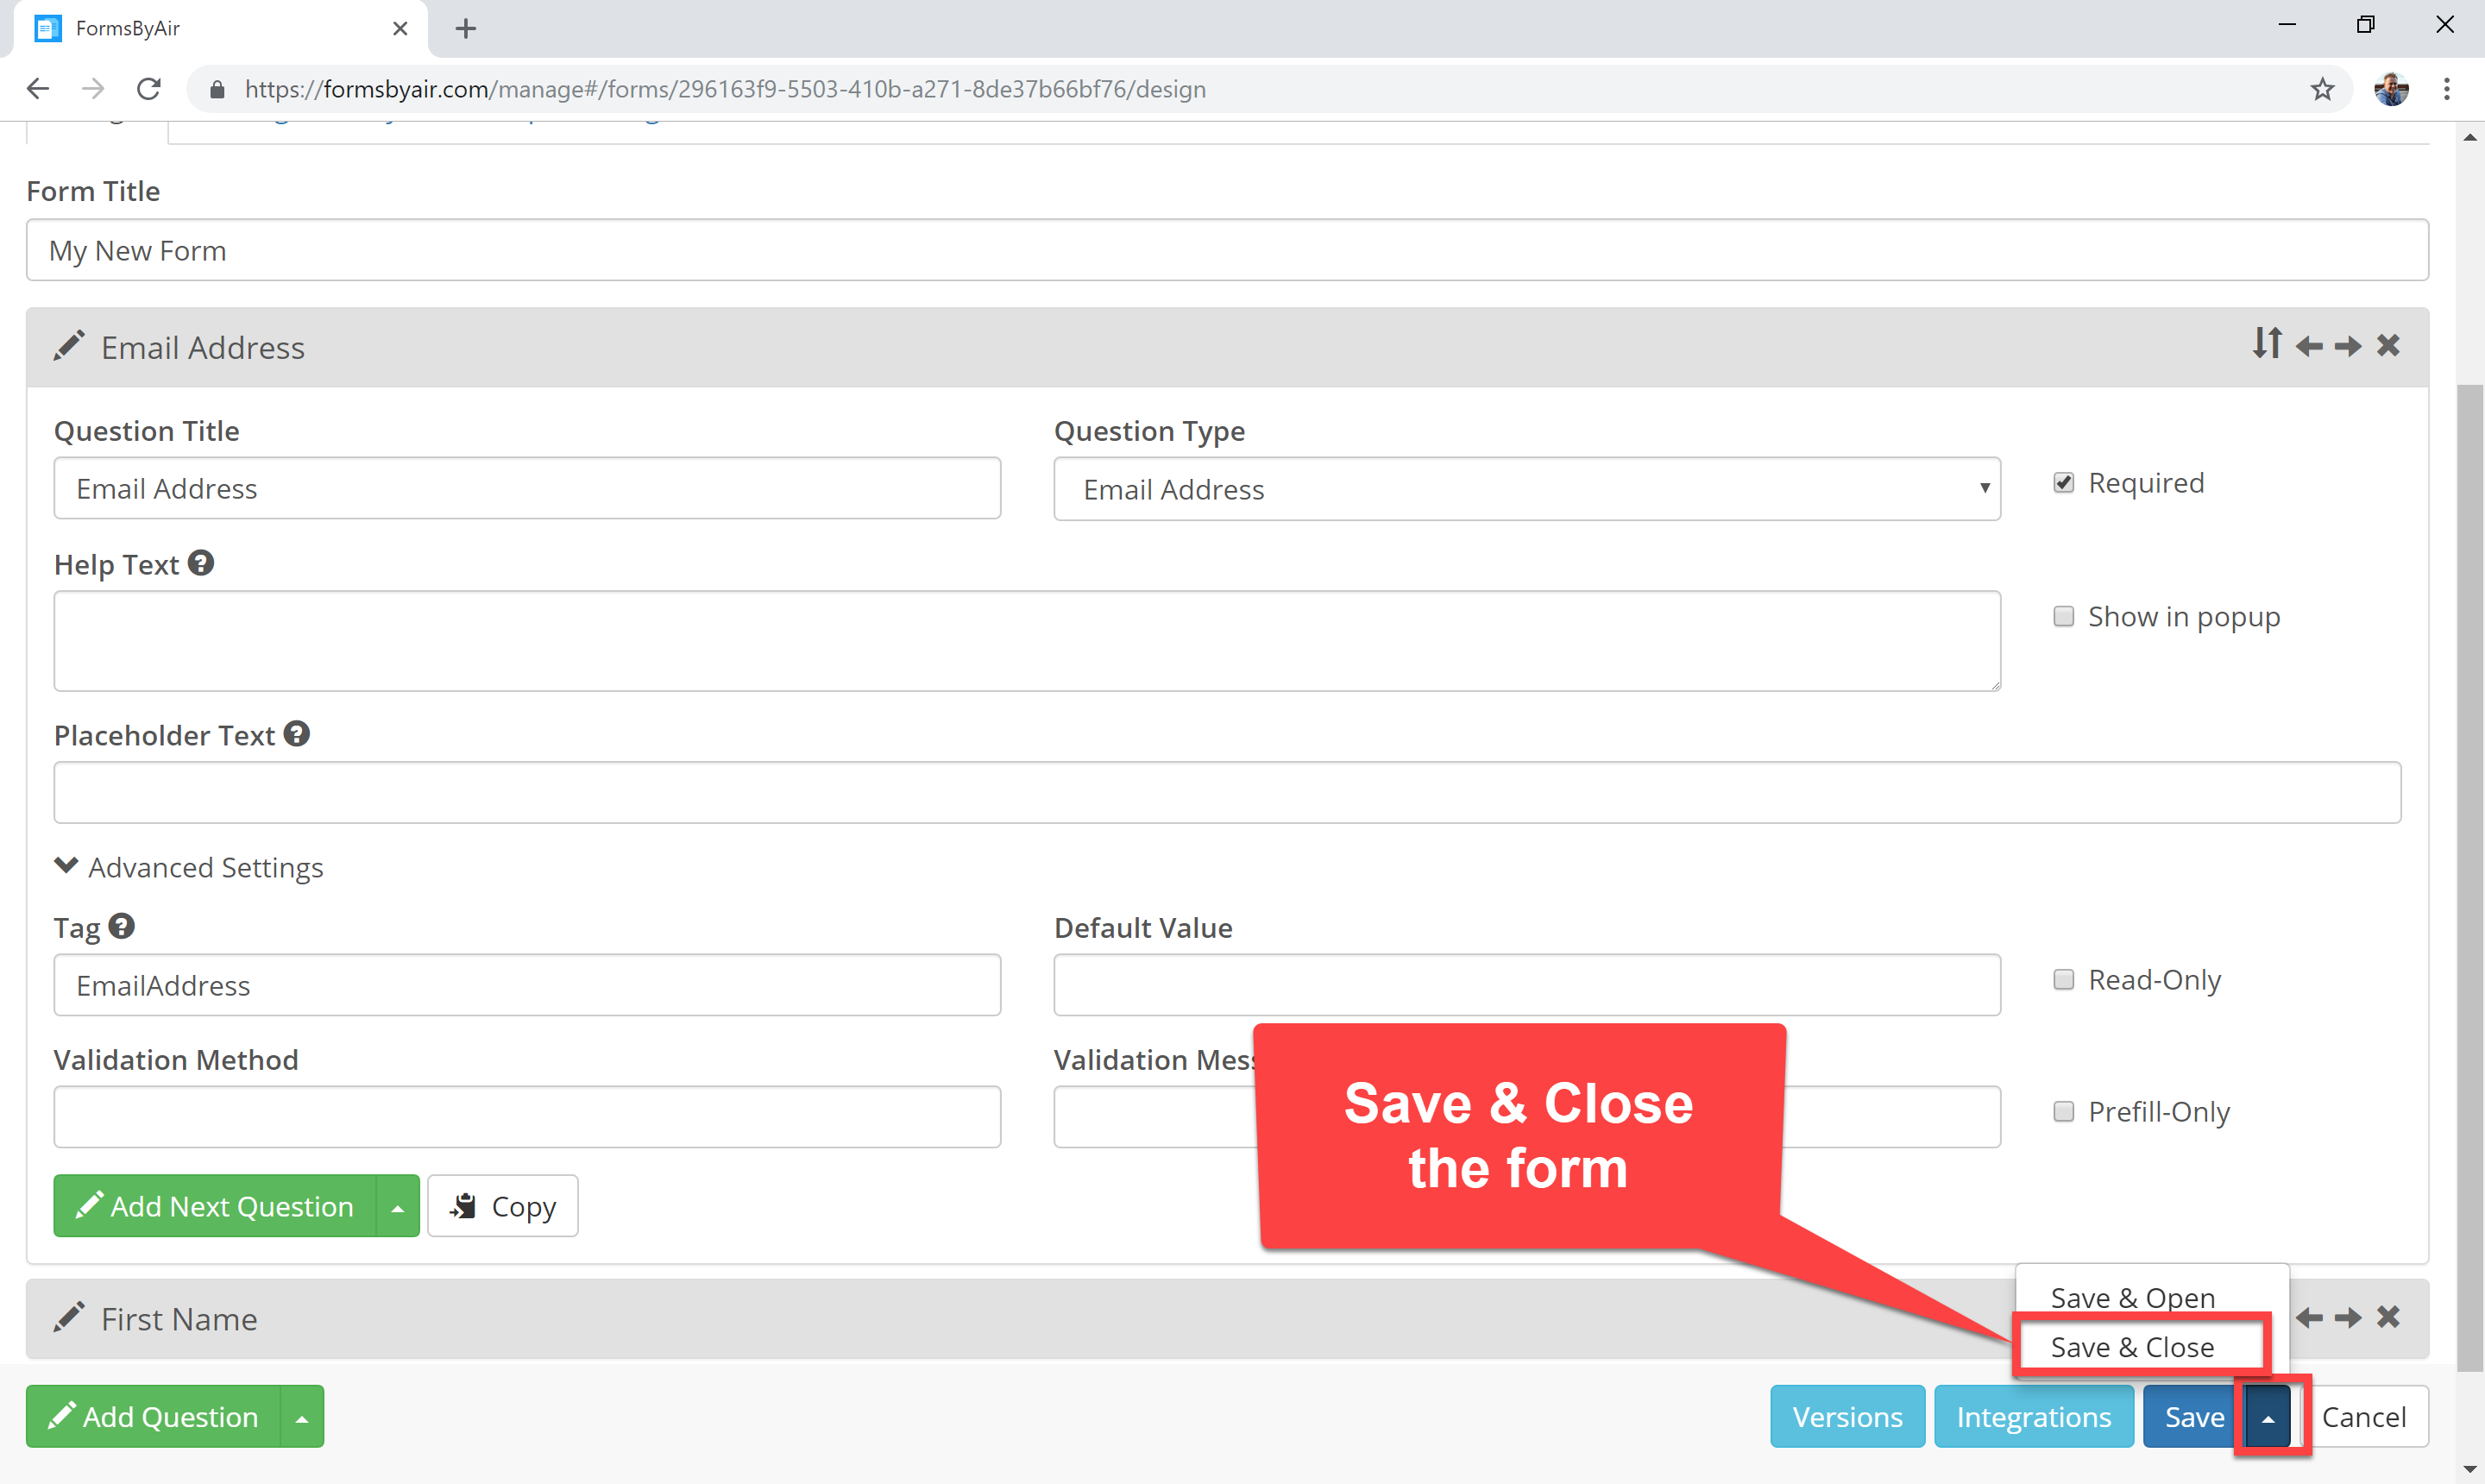 FormsByAir
https://formsbyair.com/manage#/forms/296163f9-5503-410b-a271-8de37b66bf76/design
Form Title
My New Form
Email Address
Question Title
Question Type
Email Address
Email Address
Required
Help Text
Show in popup
Placeholder Text
Advanced Settings
Tag
Default Value
EmailAddress
Read-Only
Validation Method
Validation Mess
Prefill-Only
Save & Close
the form
Add Next Question
Copy
First Name
Save & Open
Save & Close
Add Question
Versions
Integrations
Save
Cancel